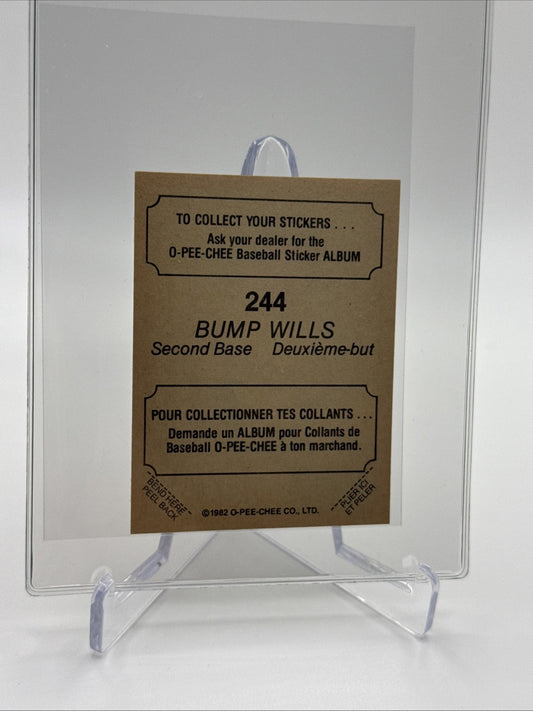 TO COLLECT YOUR STICKERS . . .
Ask your dealer for the
O-PEE-CHEE Baseball Sticker ALBUM
244
BUMP WILLS
Second Base Deuxième-but
POUR COLLECTIONNER TES COLLANTS . . .
Demande un ALBUM pour Collants de
Baseball O-PEE-CHEE à ton marchand.
BEND HERE
PEEL BACK
PLIER ICI
ET PELER
©1982 O-PEE-CHEE CO., LTD.